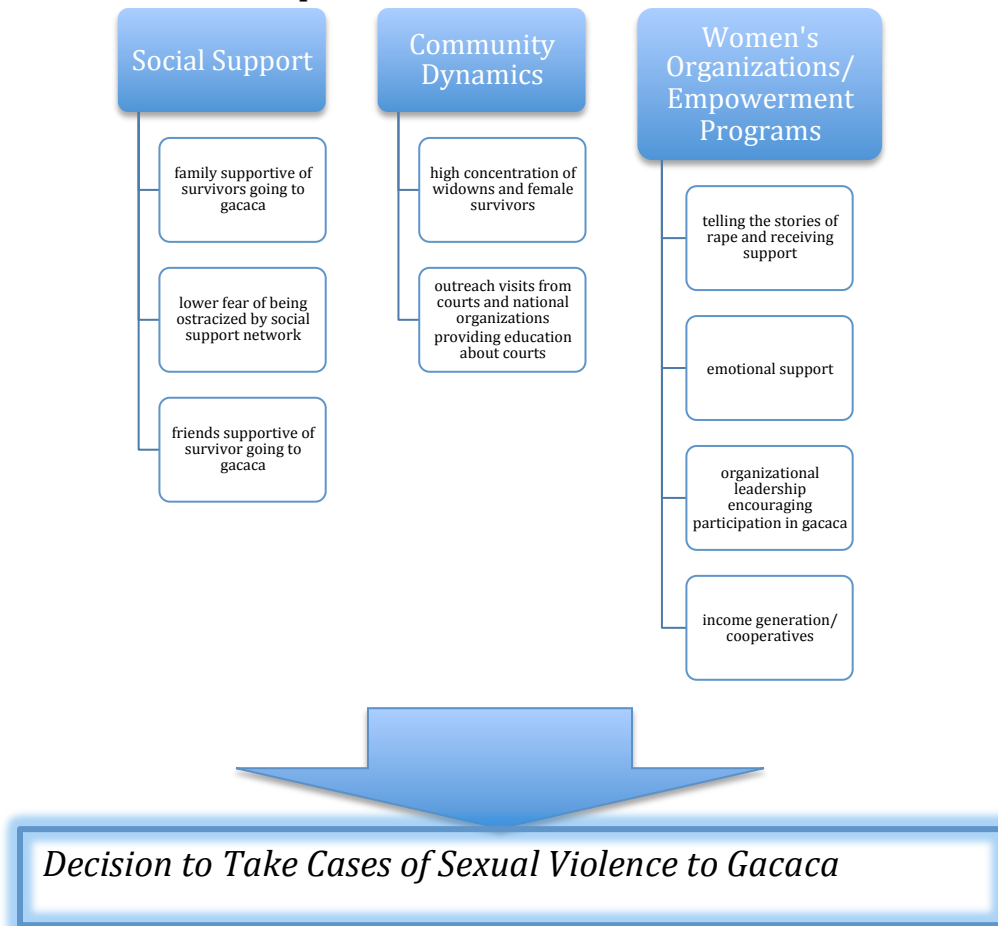 Social Support
family supportive of
survivors going to
gacaca
lower fear of being
ostracized by social
support network
friends supportive of
survivor going to
gacaca
Community
Dynamics
high concentration of
widowns and female
survivors
outreach visits from
courts and national
organizations
providing education
about courts
Women's
Organizations/
Empowerment
Programs
telling the stories of
rape and receiving
support
emotional support
organizational
leadership
encouraging
participation in gacaca
income generation/
cooperatives
Decision to Take Cases of Sexual Violence to Gacaca